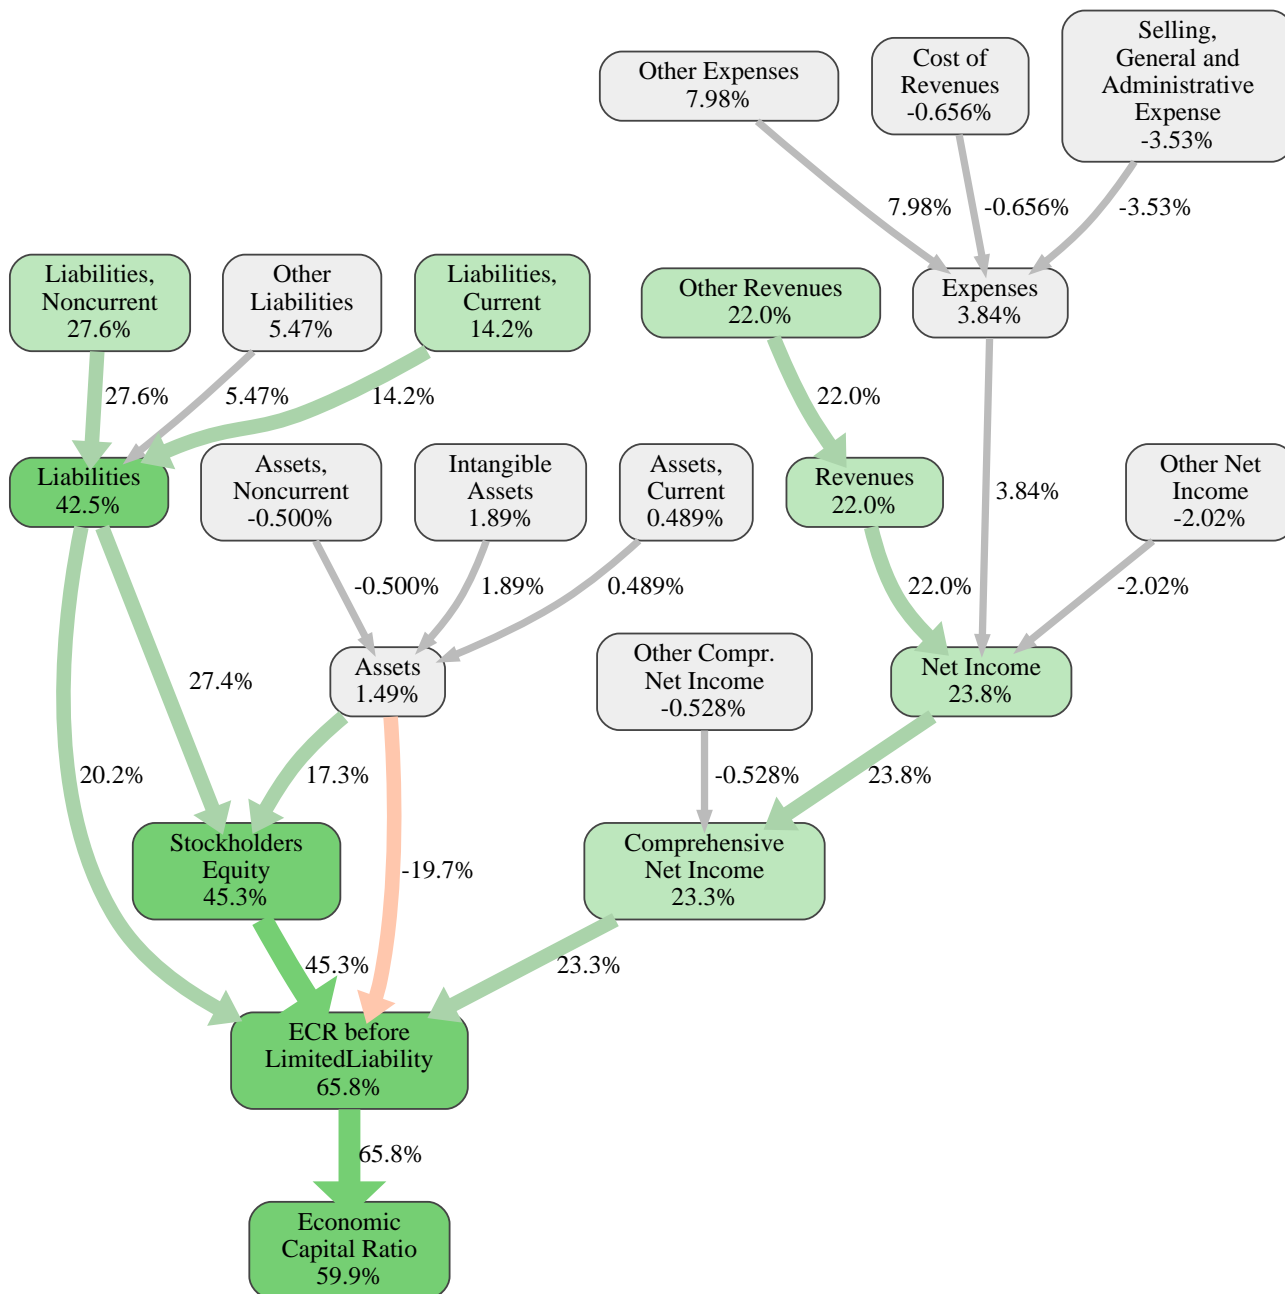 Other Expenses
7.98%
Cost of
Revenues
-0.656%
Selling,
General and
Administrative
Expense
-3.53%
7.98%
-0.656%
-3.53%
Liabilities,
Noncurrent
27.6%
Other
Liabilities
5.47%
Liabilities,
Current
14.2%
Other Revenues
22.0%
Expenses
3.84%
27.6%
5.47%
14.2%
22.0%
3.84%
Liabilities
42.5%
Assets,
Noncurrent
-0.500%
Intangible
Assets
1.89%
Assets,
Current
0.489%
Revenues
22.0%
Other Net
Income
-2.02%
-0.500%
1.89%
0.489%
22.0%
-2.02%
27.4%
Assets
1.49%
Other Compr.
Net Income
-0.528%
Net Income
23.8%
20.2%
17.3%
-0.528%
23.8%
Stockholders
Equity
45.3%
-19.7%
Comprehensive
Net Income
23.3%
45.3%
23.3%
ECR before
LimitedLiability
65.8%
65.8%
Economic
Capital Ratio
59.9%